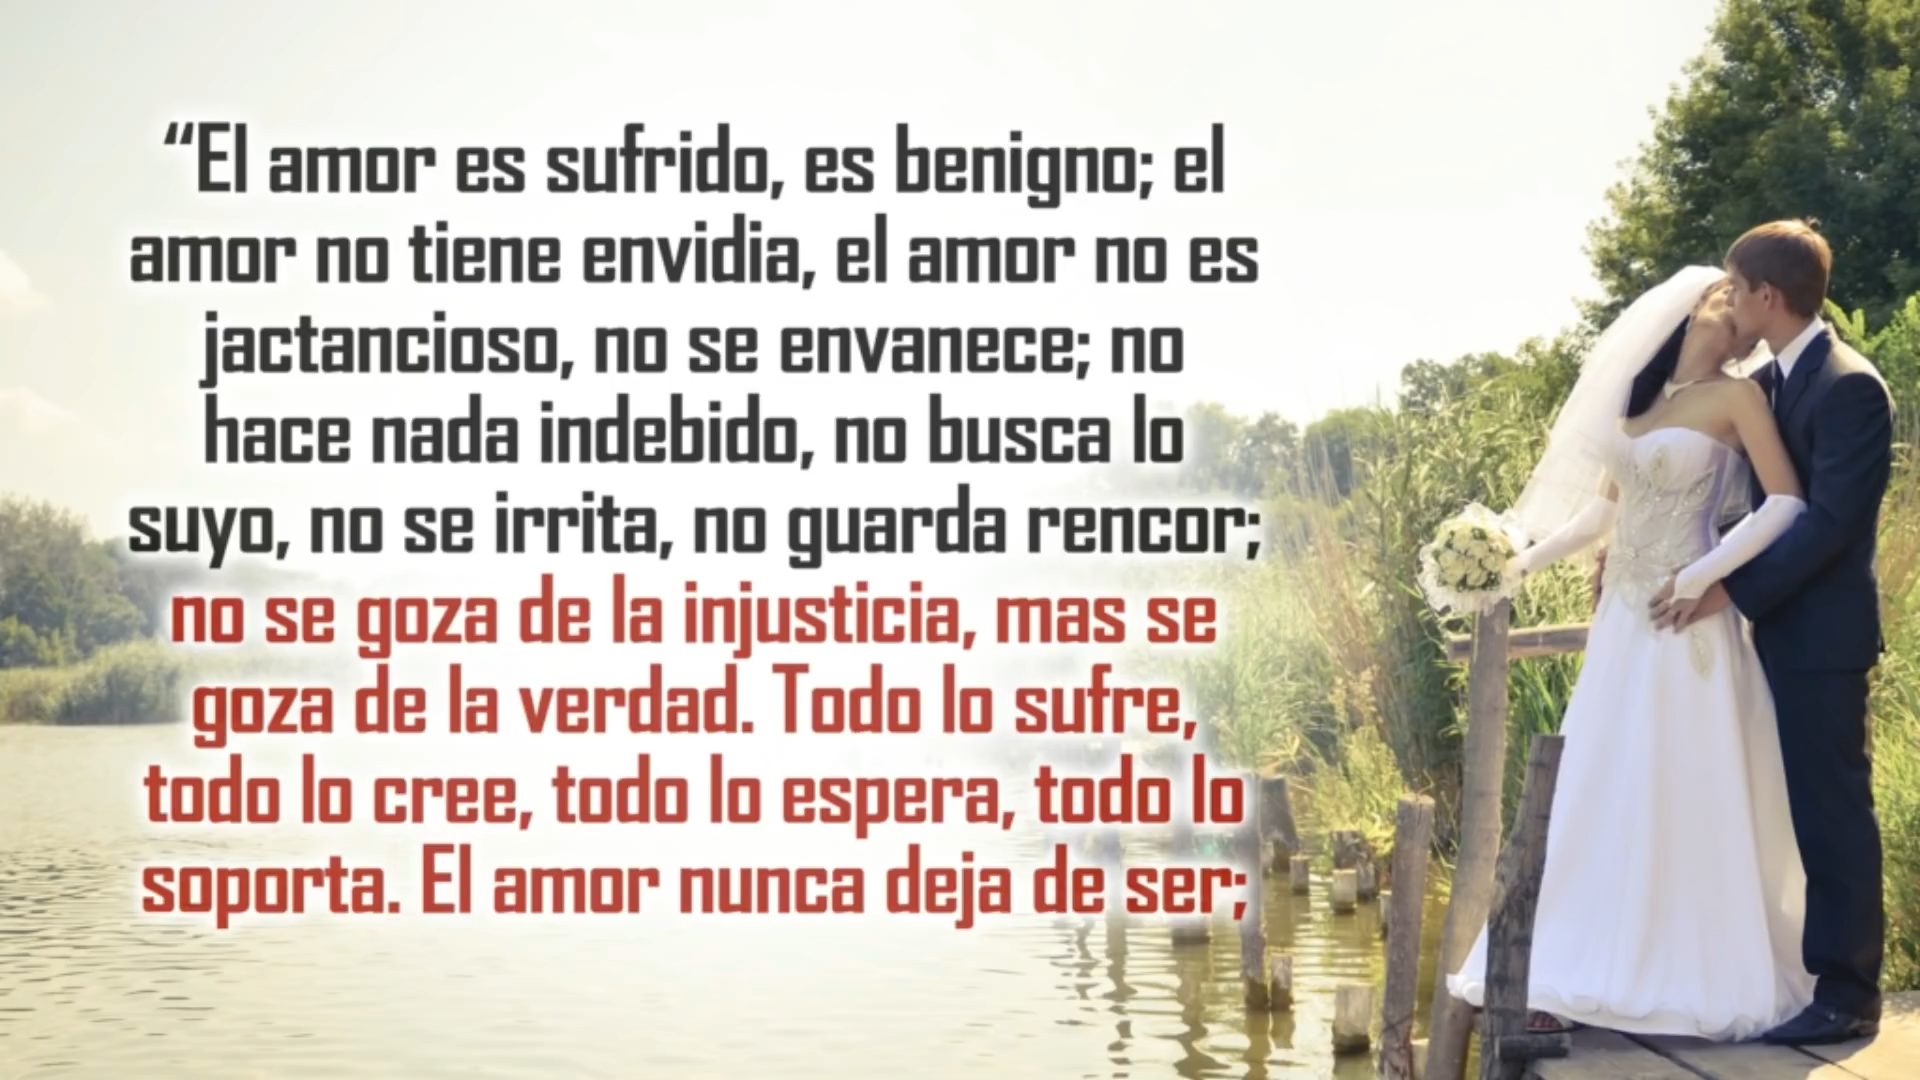 “El amor es sufrido, es benigno; el
amor no tiene envidia, el amor no es
jactancioso, no se envanece; no
hace nada indebido, no busca lo
suyo, no se irrita, no guarda rencor;
no se goza de la injusticia, mas se
goza de la verdad. Todo lo sufre,
todo lo cree, todo lo espera, todo lo
soporta. El amor nunca deja de ser;